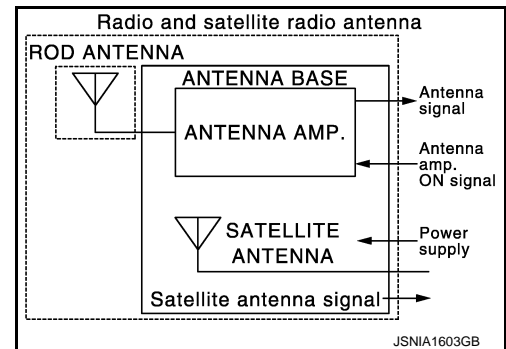 Radio and satellite radio antenna
ROD ANTENNA
ANTENNA BASE
ANTENNA AMP.
Antenna
signal
Antenna
amp.
ON signal
SATELLITE
ANTENNA
Power
supply
Satellite antenna signal
JSNIA1603GB